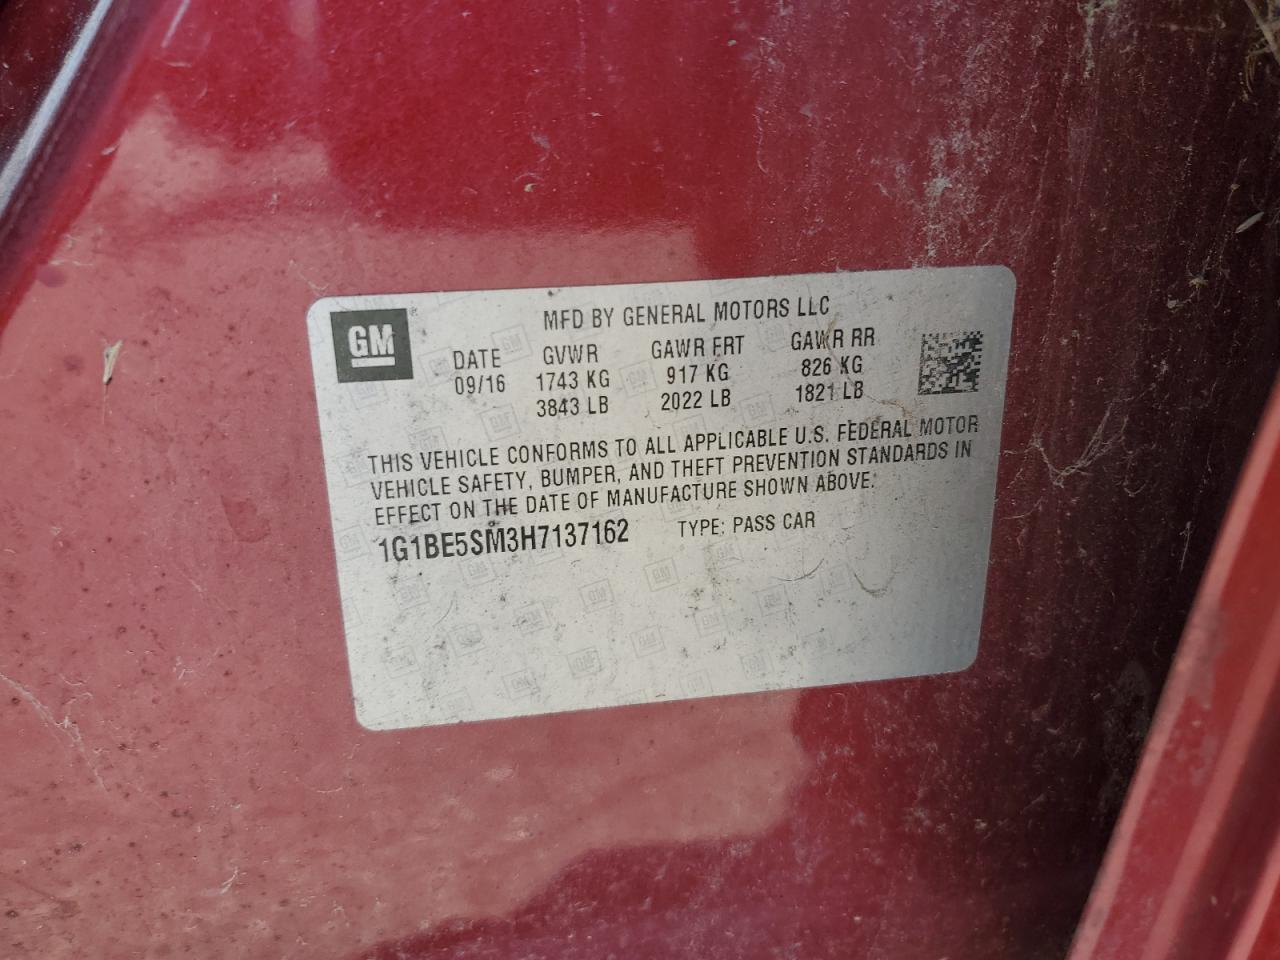 GM
MFD BY GENERAL MOTORS LLC
DATE GVWR GAWR FRT GAWR RR
09/16 1743 KG 917 KG 826 KG
3843 LB 2022 LB 1821 LB
THIS VEHICLE CONFORMS TO ALL APPLICABLE U.S. FEDERAL MOTOR
VEHICLE SAFETY, BUMPER, AND THEFT PREVENTION STANDARDS IN
EFFECT ON THE DATE OF MANUFACTURE SHOWN ABOVE.
1G1BE5SM3H7137162 TYPE: PASS CAR